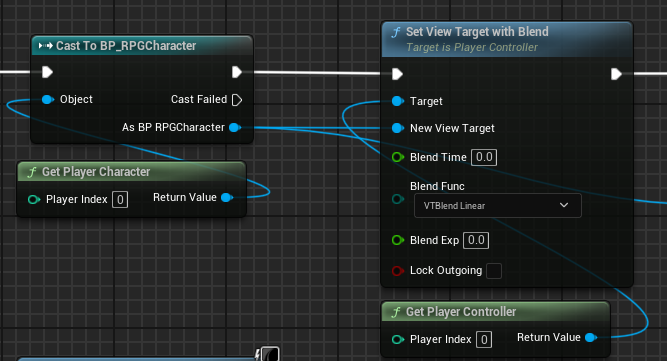 Cast To BP_RPGCharacter
Object
Cast Failed
As BP RPGCharacter
f Get Player Character
Player Index 0
Return Value
f Set View Target with Blend
Target is Player Controller
Target
New View Target
Blend Time 0.0
Blend Func
VTBlend Linear
Blend Exp 0.0
Lock Outgoing
f Get Player Controller
Player Index 0
Return Value